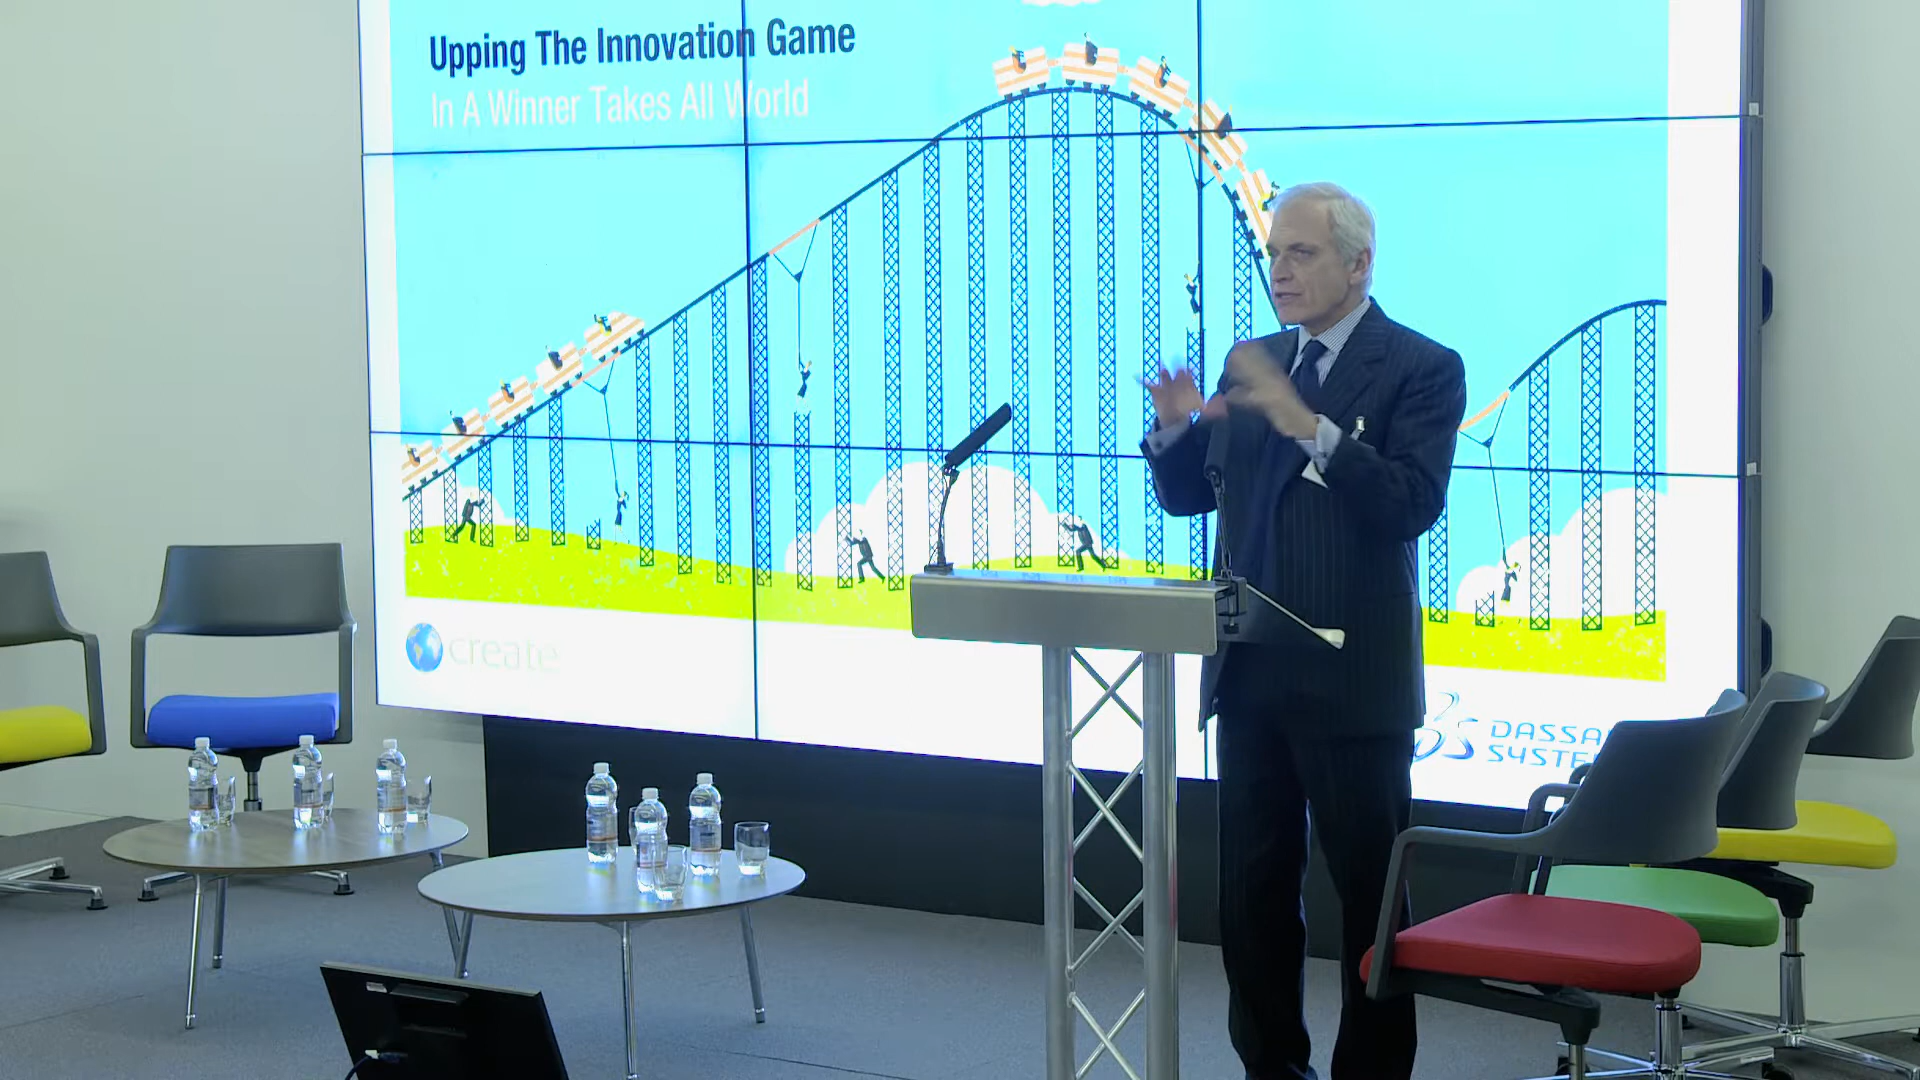 Upping The Innovation Game
In A Winner Takes All World
create
DASSA
SYSTE